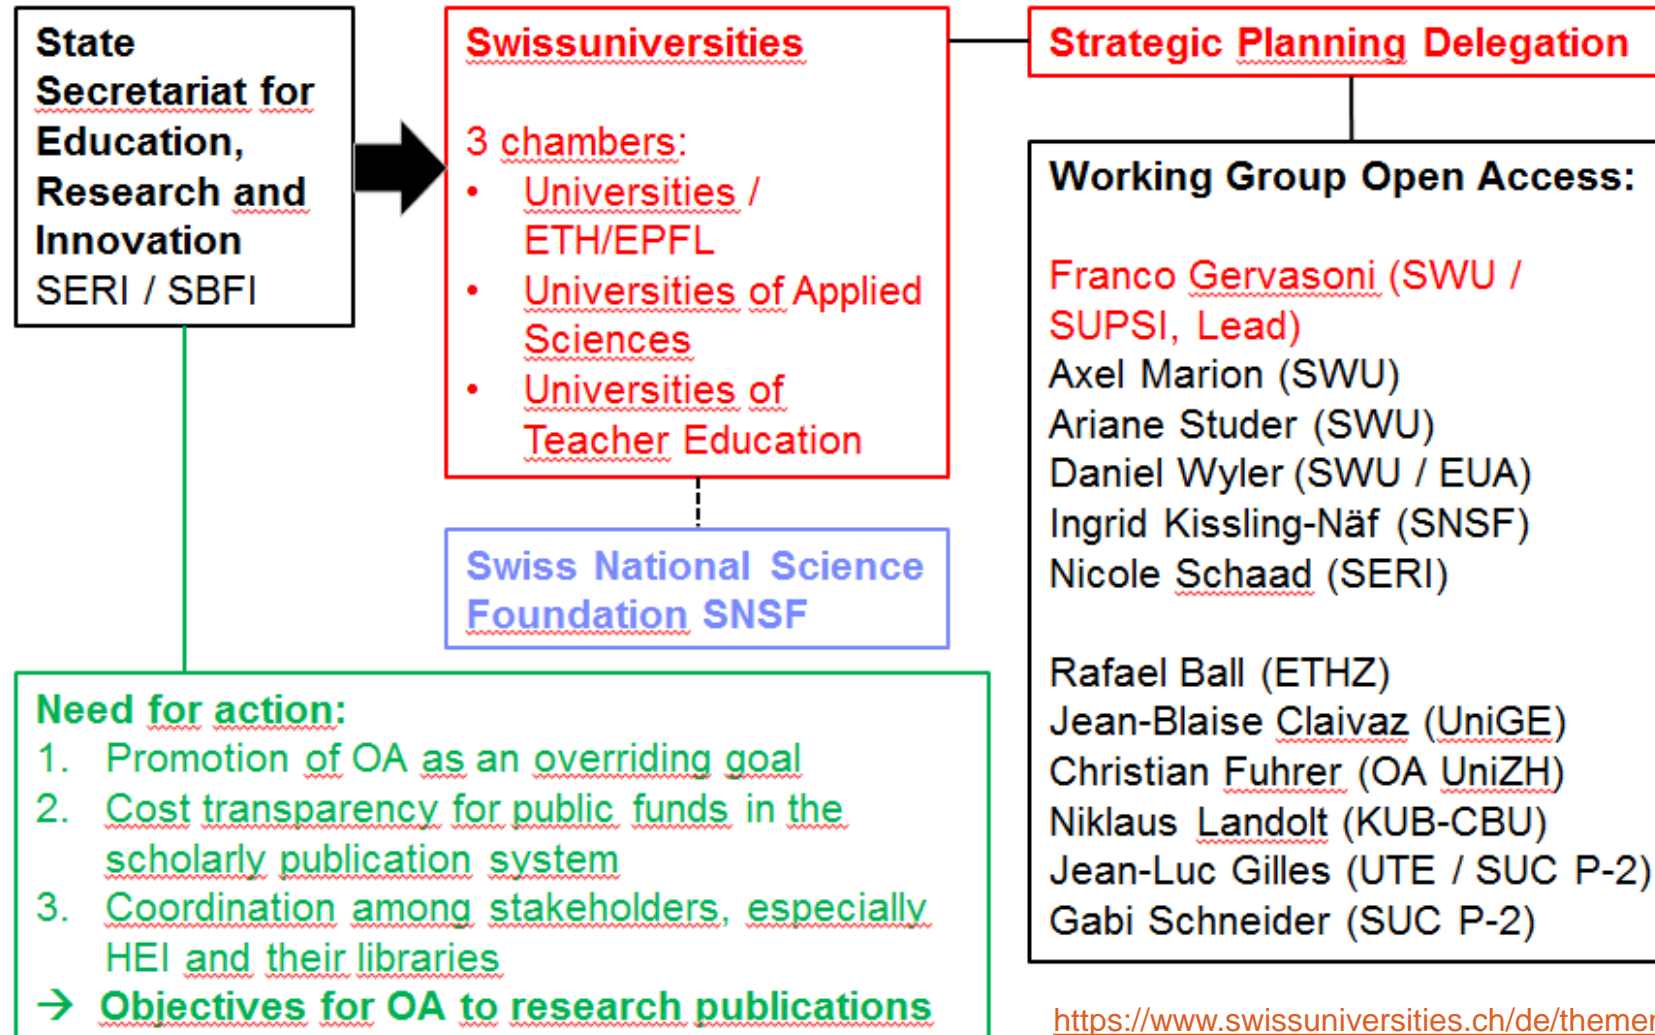 State
Secretariat for
Education,
Research and
Innovation
SERI / SBFI
Swissuniversities
3 chambers:
• Universities /
ETH/EPFL
• Universities of Applied
Sciences
• Universities of
Teacher Education
Swiss National Science
Foundation SNSF
Strategic Planning Delegation
Working Group Open Access:
Franco Gervasoni (SWU /
SUPSI, Lead)
Axel Marion (SWU)
Ariane Studer (SWU)
Daniel Wyler (SWU / EUA)
Ingrid Kissling-Näf (SNSF)
Nicole Schaad (SERI)
Rafael Ball (ETHZ)
Jean-Blaise Claivaz (UniGE)
Christian Fuhrer (OA UniZH)
Niklaus Landolt (KUB-CBU)
Jean-Luc Gilles (UTE / SUC P-2)
Gabi Schneider (SUC P-2)
Need for action:
1. Promotion of OA as an overriding goal
2. Cost transparency for public funds in the
scholarly publication system
3. Coordination among stakeholders, especially
HEI and their libraries
→ Objectives for OA to research publications
https://www.swissuniversities.ch/de/themen